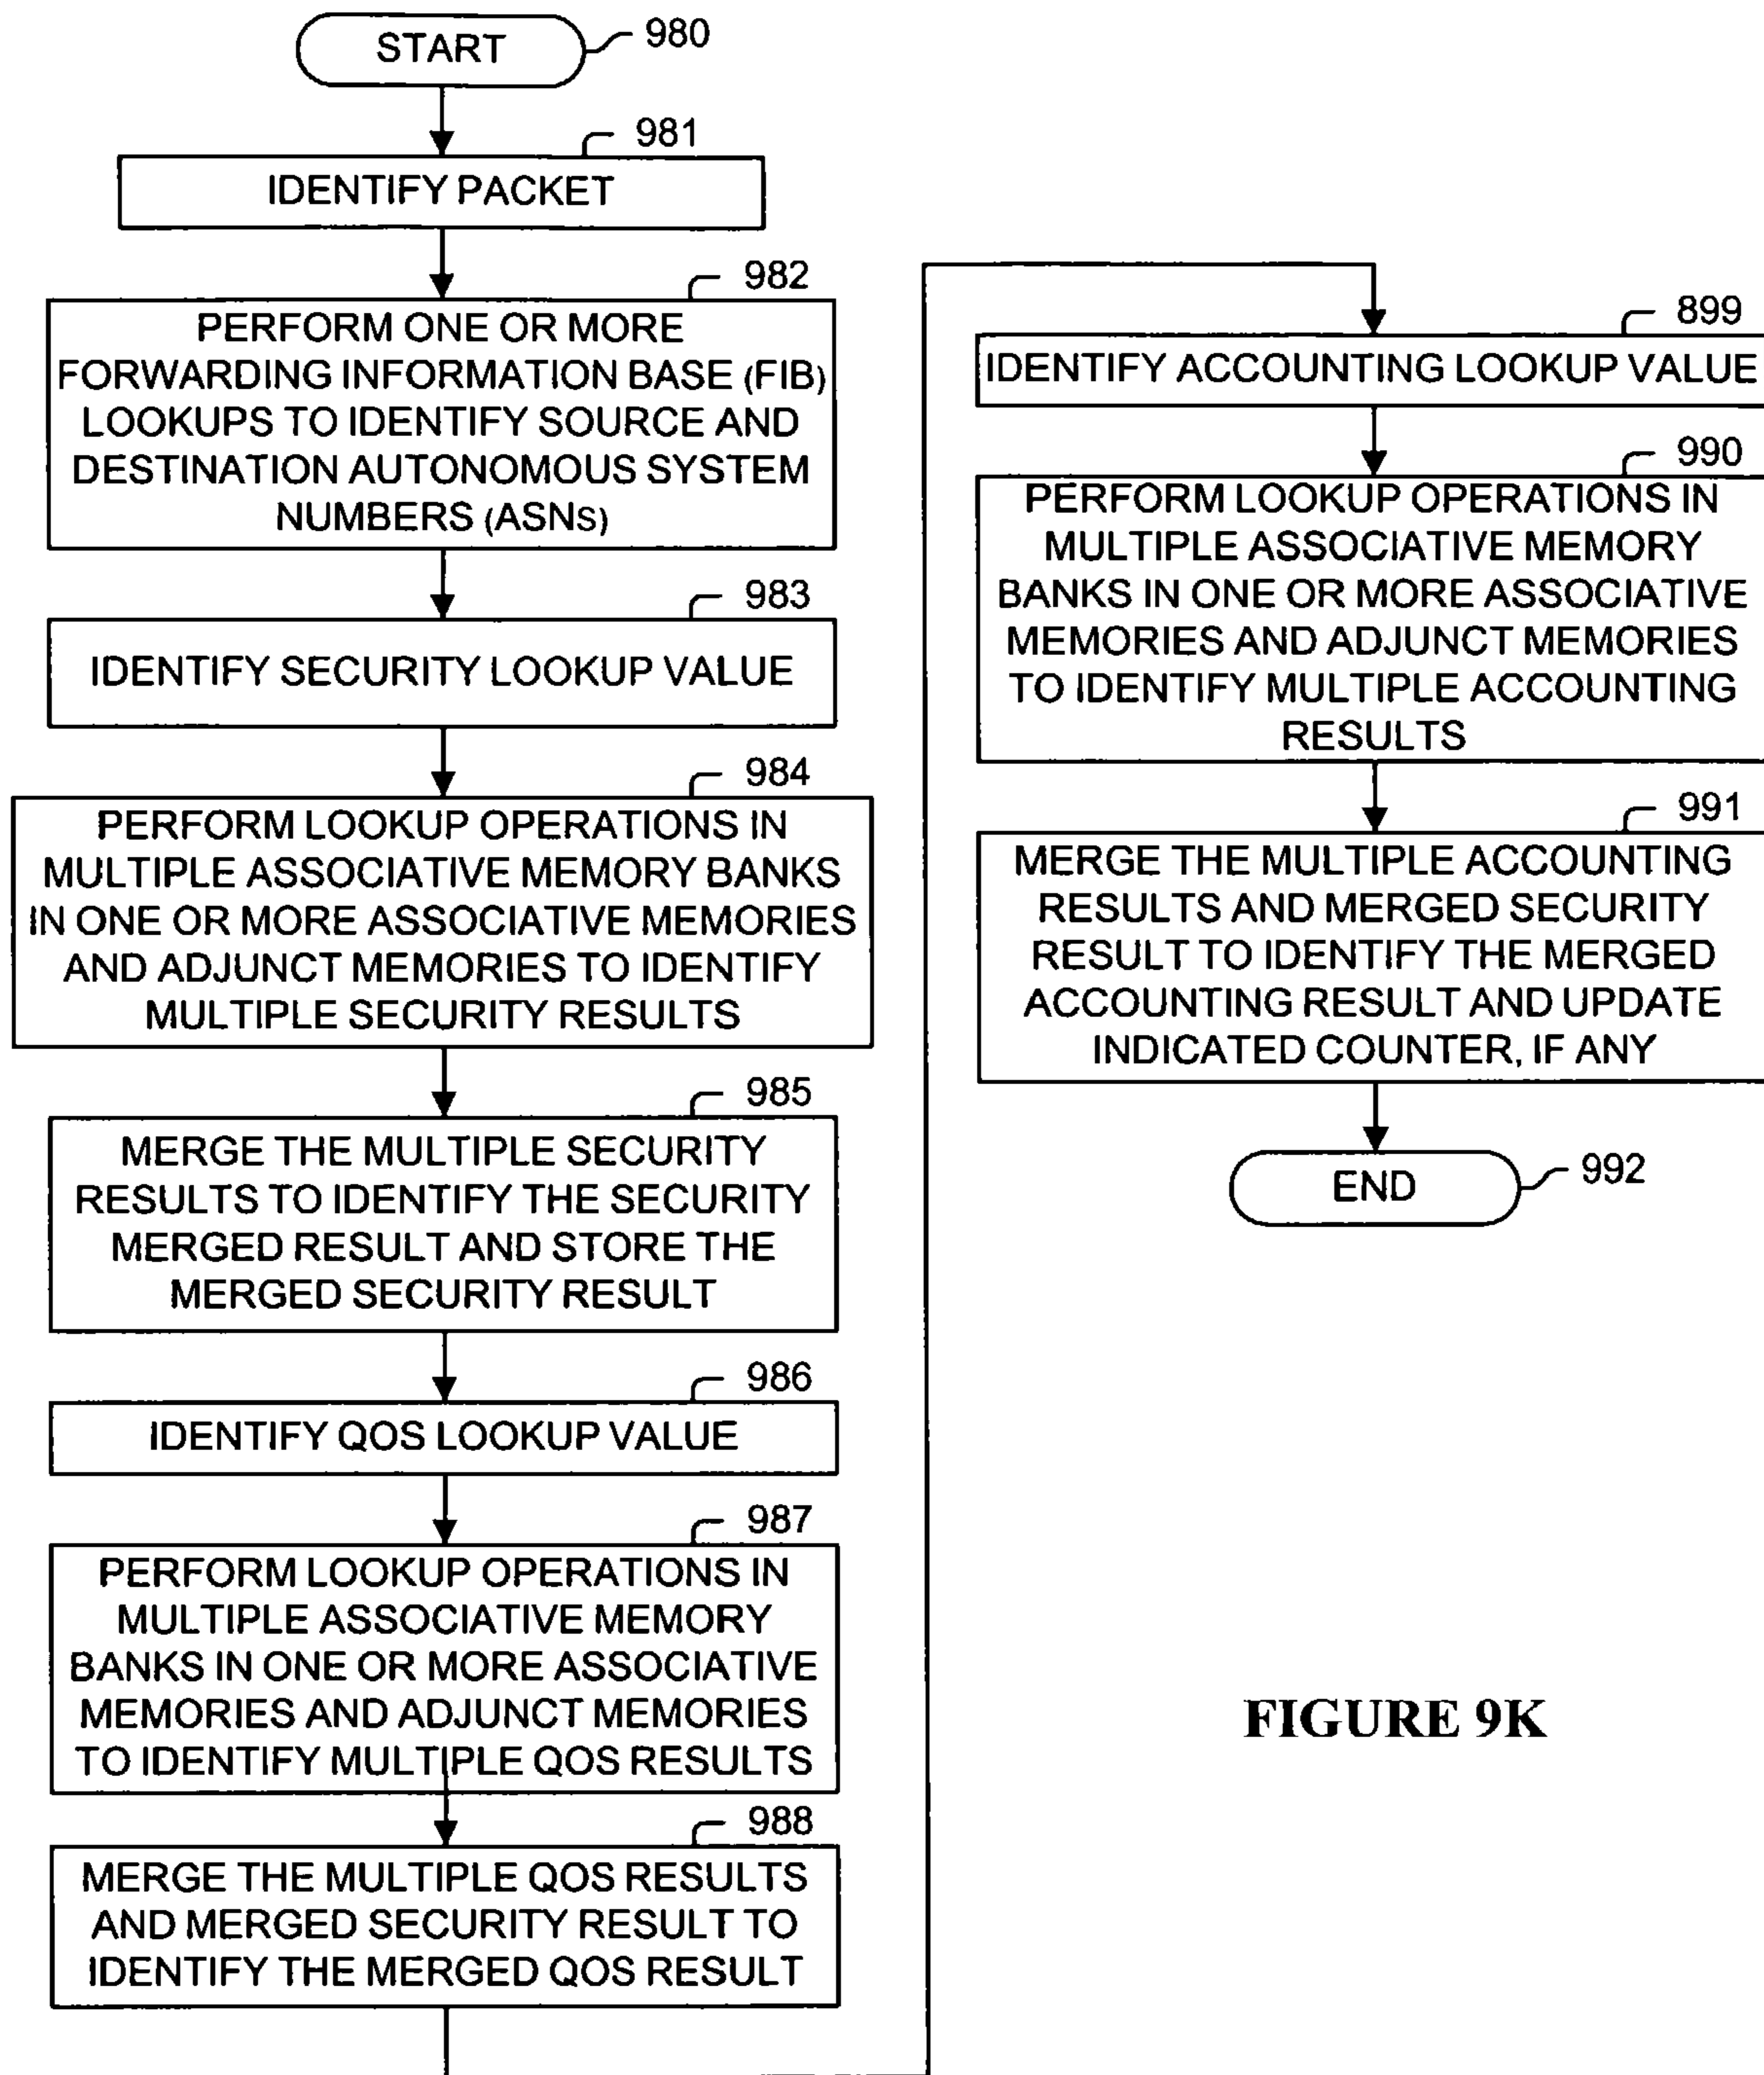 START
980
981
IDENTIFY PACKET
982
PERFORM ONE OR MORE
FORWARDING INFORMATION BASE (FIB)
LOOKUPS TO IDENTIFY SOURCE AND
DESTINATION AUTONOMOUS SYSTEM
NUMBERS (ASNS)
983
IDENTIFY SECURITY LOOKUP VALUE
984
PERFORM LOOKUP OPERATIONS IN
MULTIPLE ASSOCIATIVE MEMORY BANKS
IN ONE OR MORE ASSOCIATIVE MEMORIES
AND ADJUNCT MEMORIES TO IDENTIFY
MULTIPLE SECURITY RESULTS
985
MERGE THE MULTIPLE SECURITY
RESULTS TO IDENTIFY THE SECURITY
MERGED RESULT AND STORE THE
MERGED SECURITY RESULT
986
IDENTIFY QOS LOOKUP VALUE
987
PERFORM LOOKUP OPERATIONS IN
MULTIPLE ASSOCIATIVE MEMORY
BANKS IN ONE OR MORE ASSOCIATIVE
MEMORIES AND ADJUNCT MEMORIES
TO IDENTIFY MULTIPLE QOS RESULTS
988
MERGE THE MULTIPLE QOS RESULTS
AND MERGED SECURITY RESULT TO
IDENTIFY THE MERGED QOS RESULT
899
IDENTIFY ACCOUNTING LOOKUP VALUE
990
PERFORM LOOKUP OPERATIONS IN
MULTIPLE ASSOCIATIVE MEMORY
BANKS IN ONE OR MORE ASSOCIATIVE
MEMORIES AND ADJUNCT MEMORIES
TO IDENTIFY MULTIPLE ACCOUNTING
RESULTS
991
MERGE THE MULTIPLE ACCOUNTING
RESULTS AND MERGED SECURITY
RESULT TO IDENTIFY THE MERGED
ACCOUNTING RESULT AND UPDATE
INDICATED COUNTER, IF ANY
END
992
FIGURE 9K